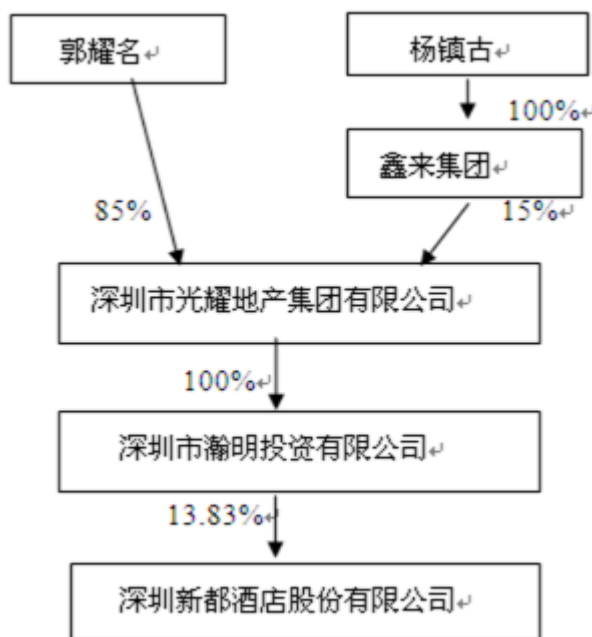 郭耀名
杨镇古
100%
鑫来集团
85%
15%
深圳市光耀地产集团有限公司
100%
深圳市瀚明投资有限公司
13.83%
深圳新都酒店股份有限公司